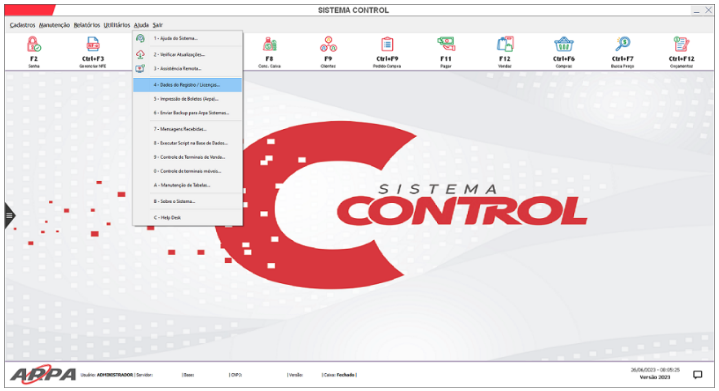 SISTEMA CONTROL
Cadastros Manutenção Relatórios Utilitários Ajuda Sair
F2
Senha
Ctrl+F3
Gerenciar NFE
F8
Conc. Caixa
F9
Clientes
Ctrl+F9
Pedido Compra
F11
Pagar
F12
Vendas
Ctrl+F6
Compras
Ctrl+F7
Busca Preço
Ctrl+F12
Orçamentos
1 - Ajuda do Sistema...
2 - Verificar Atualizações...
3 - Assistência Remota...
4 - Dados do Registro / Licenças...
5 - Impressão de Boletos (Arpa)...
6 - Enviar Backup para Arpa Sistemas...
7 - Mensagens Recebidas...
8 - Executar Script na Base de Dados...
9 - Controle de Terminais de Venda...
0 - Controle de terminais móveis...
A - Manutenção de Tabelas...
B - Sobre o Sistema...
C - Help Desk
SISTEMA
CONTROL
ARPA
Usuário: ADMINISTRADOR | Servidor: | Base: | CNPJ: | Versão: | Caixa: Fechado |
26/06/2023 - 08:05:25
Versão 2023